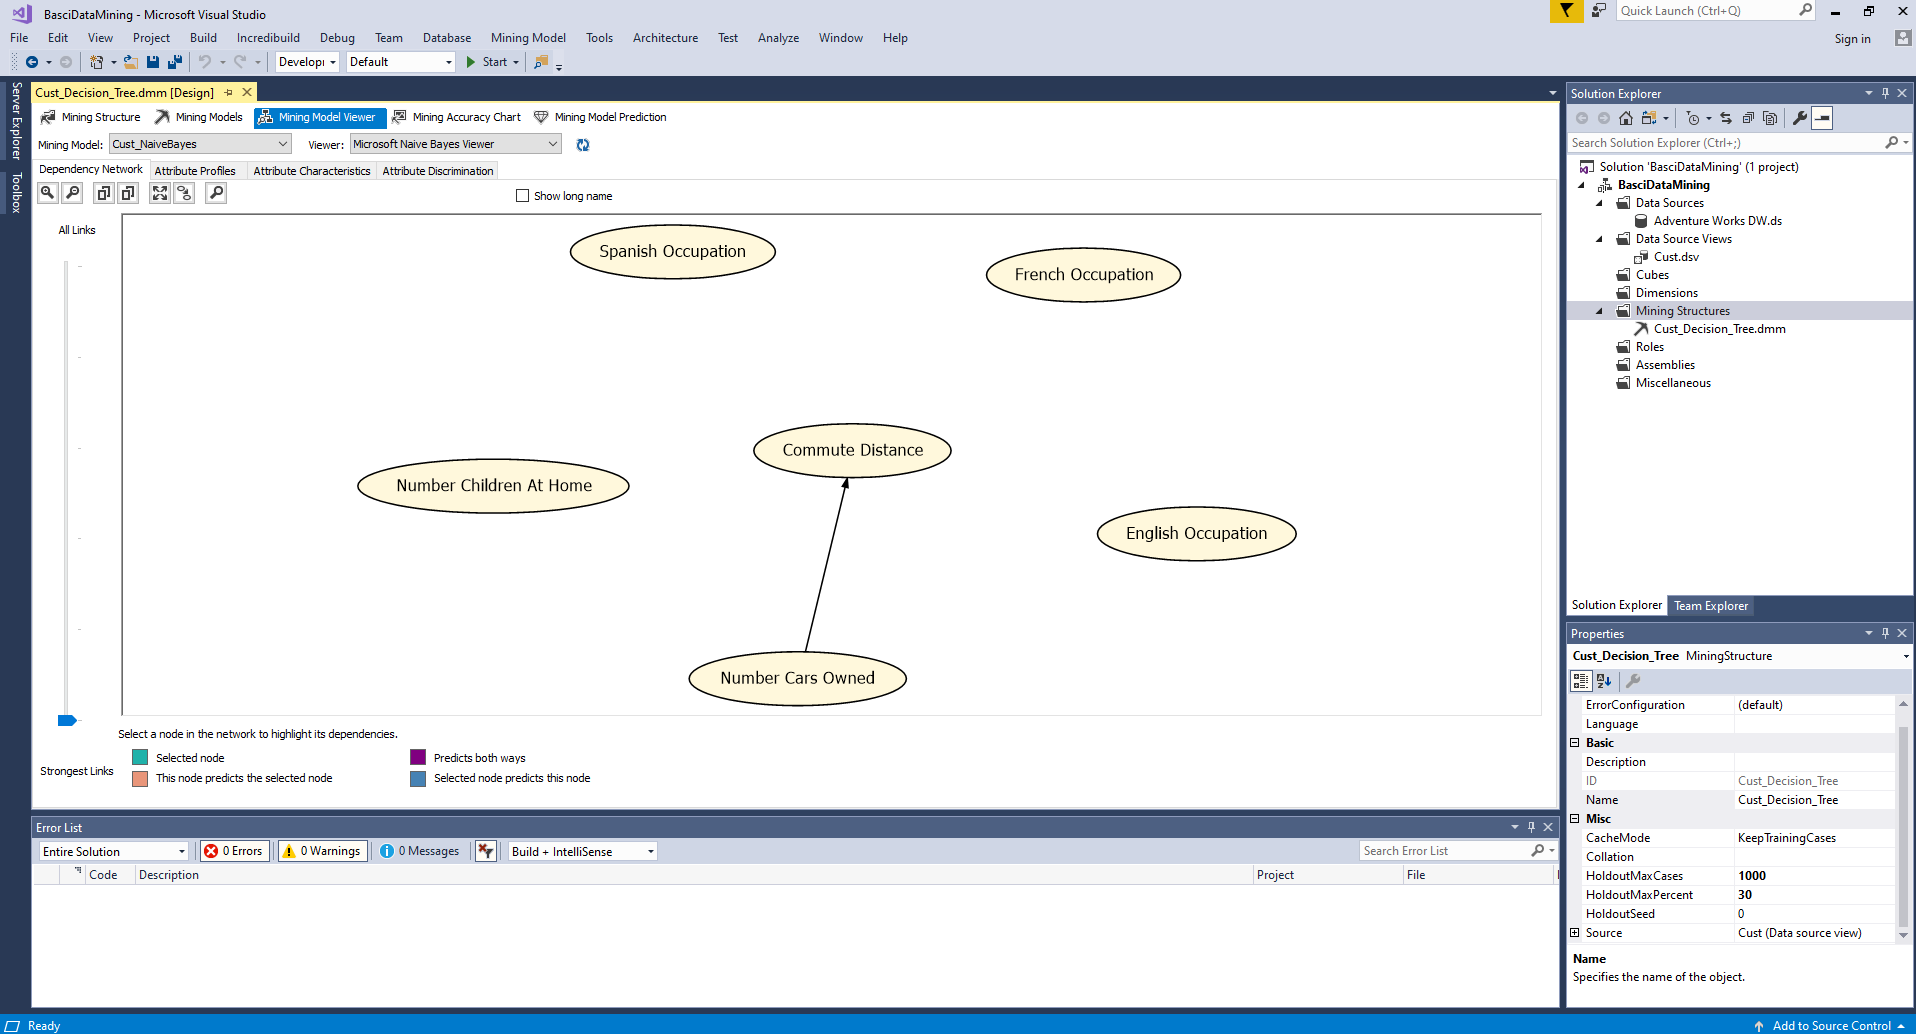 BasciDataMining - Microsoft Visual Studio
Quick Launch (Ctrl+Q)
File Edit View Project Build Incredibuild Debug Team Database Mining Model Tools Architecture Test Analyze Window Help
Sign in
Default Start
Server Explorer
Toolbox
Cust_Decision_Tree.dmm [Design]
Mining Structure Mining Models Mining Model Viewer Mining Accuracy Chart Mining Model Prediction
Mining Model: Cust_NaiveBayes Viewer: Microsoft Naive Bayes Viewer
Dependency Network Attribute Profiles Attribute Characteristics Attribute Discrimination
Show long name
All Links
Spanish Occupation
French Occupation
Commute Distance
Number Children At Home
English Occupation
Number Cars Owned
Select a node in the network to highlight its dependencies.
Strongest Links
Selected node
Predicts both ways
This node predicts the selected node
Selected node predicts this node
Error List
Entire Solution 0 Errors 0 Warnings 0 Messages Build + IntelliSense Search Error List
Code Description Project File
Solution Explorer
Search Solution Explorer (Ctrl+;)
Solution 'BasciDataMining' (1 project)
BasciDataMining
Data Sources
Adventure Works DW.ds
Data Source Views
Cust.dsv
Cubes
Dimensions
Mining Structures
Cust_Decision_Tree.dmm
Roles
Assemblies
Miscellaneous
Solution Explorer Team Explorer
Properties
Cust_Decision_Tree MiningStructure
ErrorConfiguration (default)
Language
Basic
Description
ID Cust_Decision_Tree
Name Cust_Decision_Tree
Misc
CacheMode KeepTrainingCases
Collation
HoldoutMaxCases 1000
HoldoutMaxPercent 30
HoldoutSeed 0
Source Cust (Data source view)
Name
Specifies the name of the object.
Ready
Add to Source Control